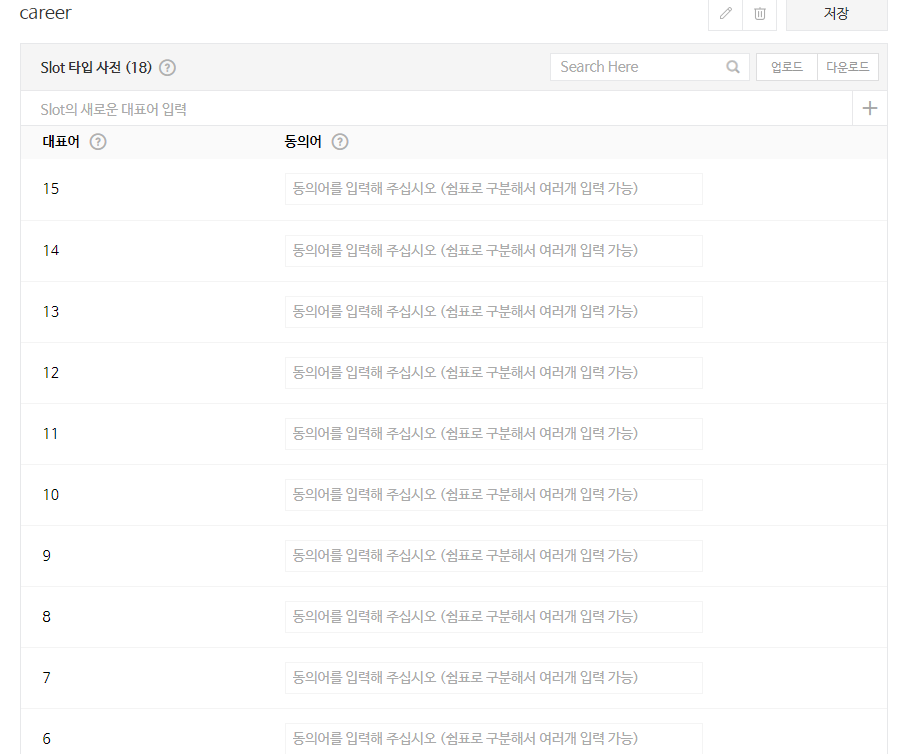 career
저장
Slot 타입 사전 (18) ?
Search Here
업로드
다운로드
Slot의 새로운 대표어 입력
대표어 ? 동의어 ?
15 동의어를 입력해 주십시오 (쉼표로 구분해서 여러개 입력 가능)
14 동의어를 입력해 주십시오 (쉼표로 구분해서 여러개 입력 가능)
13 동의어를 입력해 주십시오 (쉼표로 구분해서 여러개 입력 가능)
12 동의어를 입력해 주십시오 (쉼표로 구분해서 여러개 입력 가능)
11 동의어를 입력해 주십시오 (쉼표로 구분해서 여러개 입력 가능)
10 동의어를 입력해 주십시오 (쉼표로 구분해서 여러개 입력 가능)
9 동의어를 입력해 주십시오 (쉼표로 구분해서 여러개 입력 가능)
8 동의어를 입력해 주십시오 (쉼표로 구분해서 여러개 입력 가능)
7 동의어를 입력해 주십시오 (쉼표로 구분해서 여러개 입력 가능)
6 동의어를 입력해 주십시오 (쉼표로 구분해서 여러개 입력 가능)